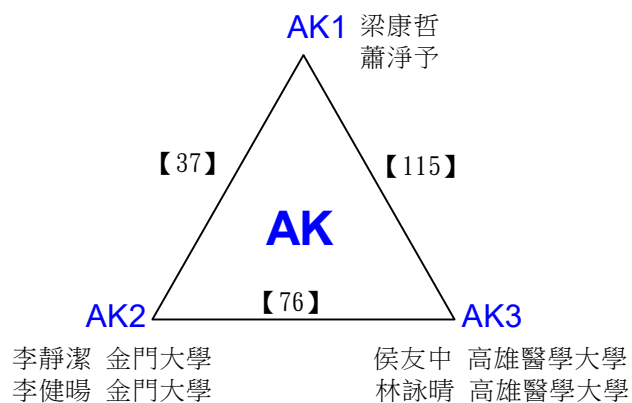 AK1 梁康哲
蕭淨予
【37】
【115】
AK
【76】
AK2
AK3
李靜潔 金門大學
李健暘 金門大學
侯友中 高雄醫學大學
林詠晴 高雄醫學大學